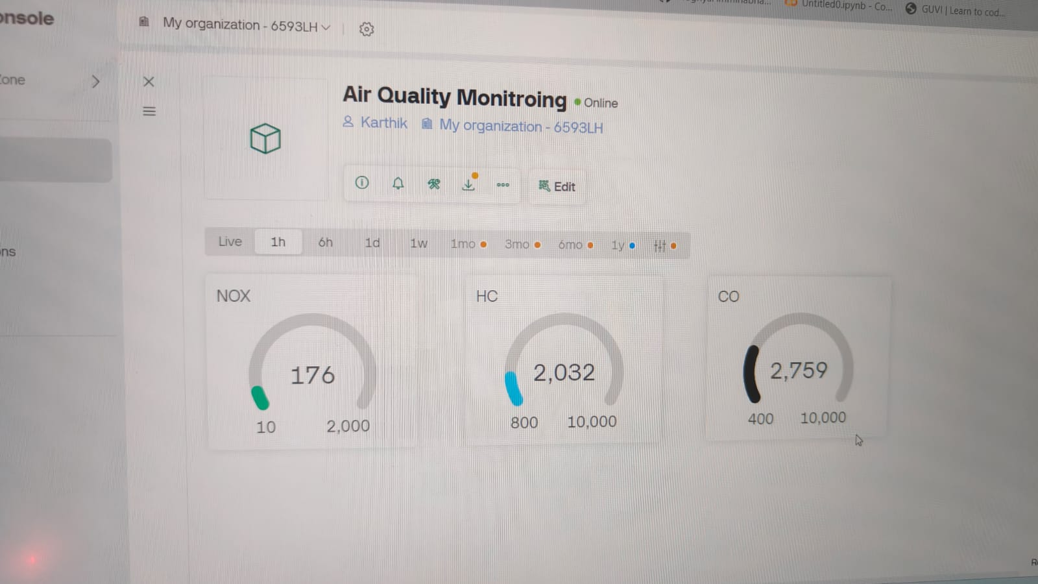 Untitled0.ipynb - Co...
GUVI | Learn to cod...
onsole
My organization - 6593LH
one
Air Quality Monitroing
Online
Karthik
My organization - 6593LH
Edit
Live 1h 6h 1d 1w 1mo 3mo 6mo 1y
ns
NOX
176
10 2,000
HC
2,032
800 10,000
CO
2,759
400 10,000